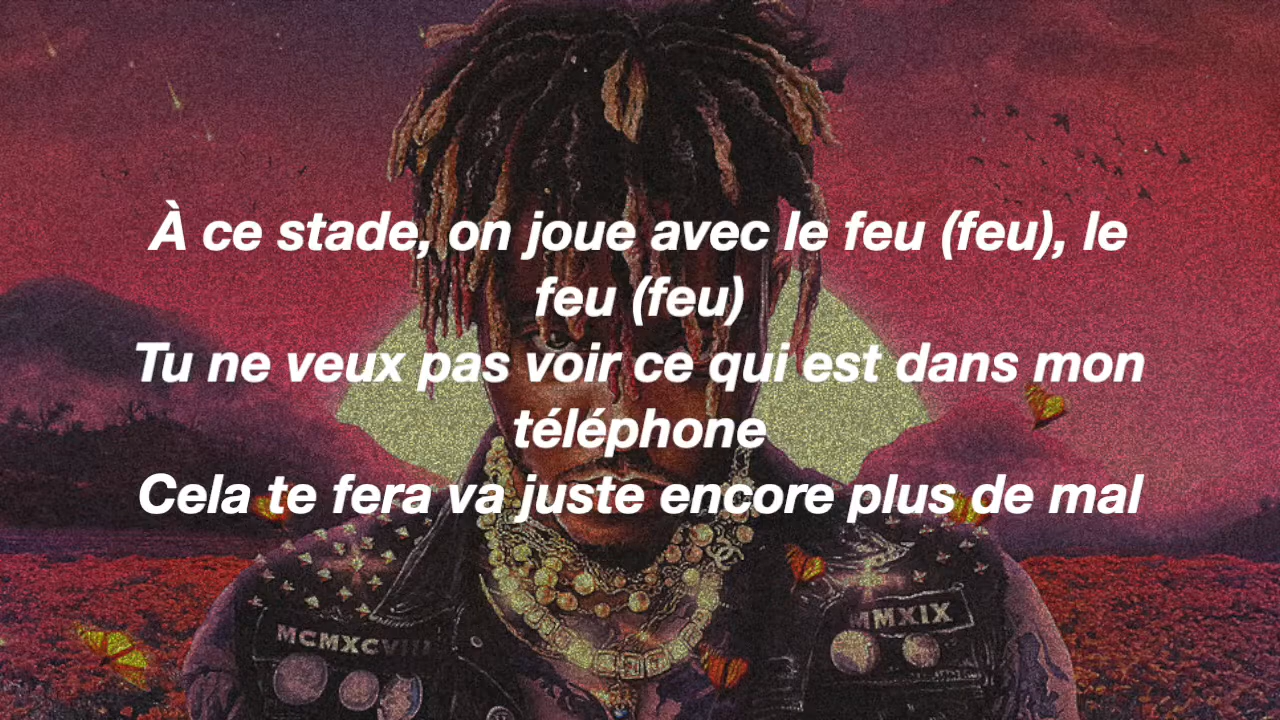 À ce stade, on joue avec le feu (feu), le
feu (feu)
Tu ne veux pas voir ce qui est dans mon
téléphone
Cela te fera va juste encore plus de mal
MCMXCVIII
MMXIX